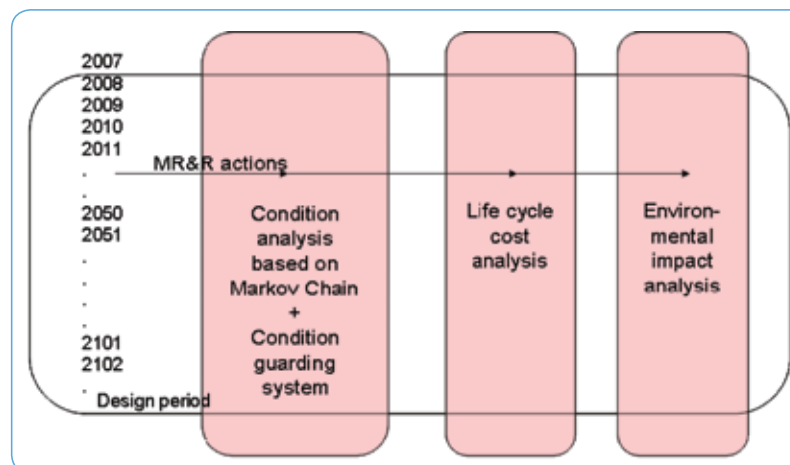 2007
2008
2009
2010
2011
.
.
2050
2051
.
.
.
.
2101
2102
.
Design period
MR&R actions
Condition
analysis
based on
Markov Chain
+
Condition
guarding
system
Life cycle
cost
analysis
Environ-
mental
impact
analysis